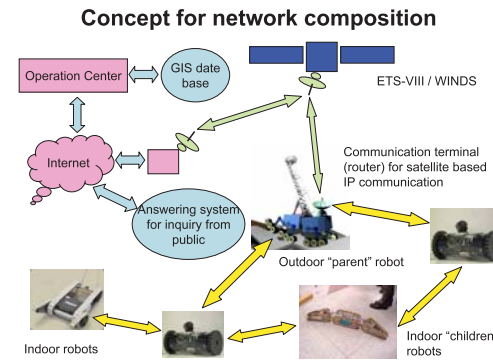 Concept for network composition
Operation Center
GIS date
base
ETS-VIII / WINDS
Internet
Communication terminal
(router) for satellite based
IP communication
Answering system
for inquiry from
public
Outdoor “parent” robot
Indoor robots
Indoor “children
robots